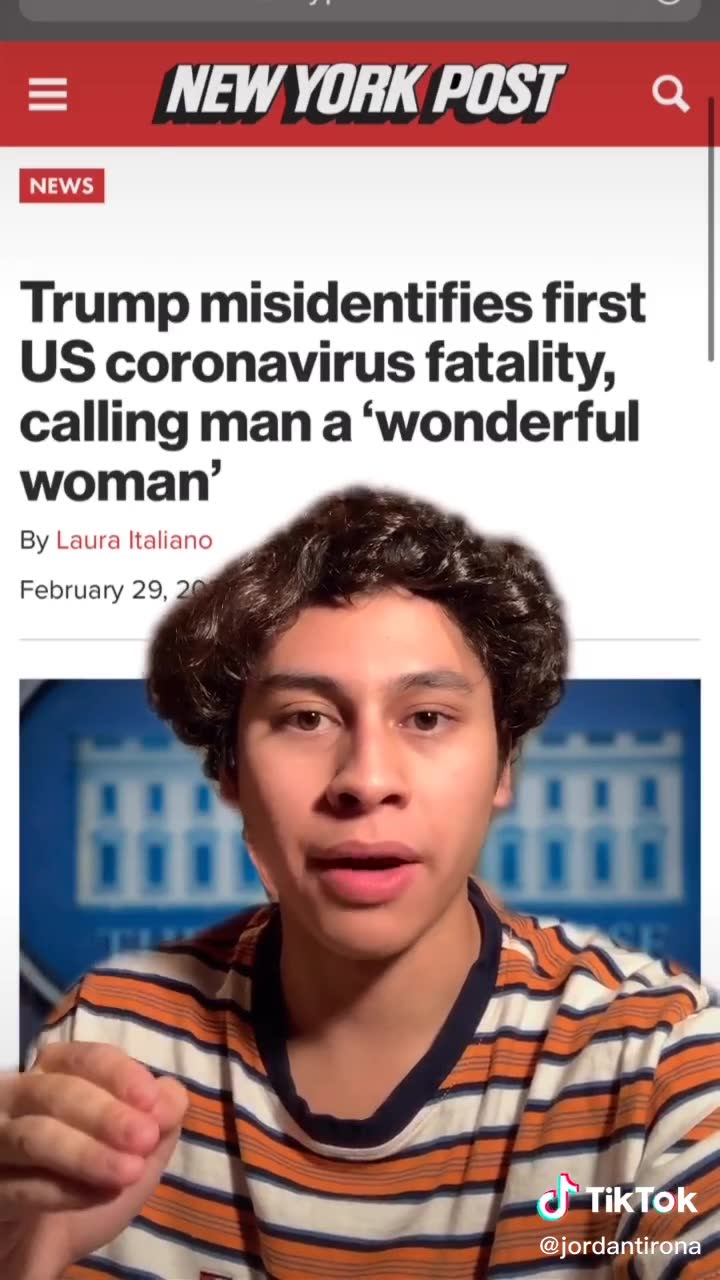 NEW YORK POST
NEWS
Trump misidentifies first
US coronavirus fatality,
calling man a ‘wonderful
woman’
By Laura Italiano
February 29,
TikTok
@jordantirona